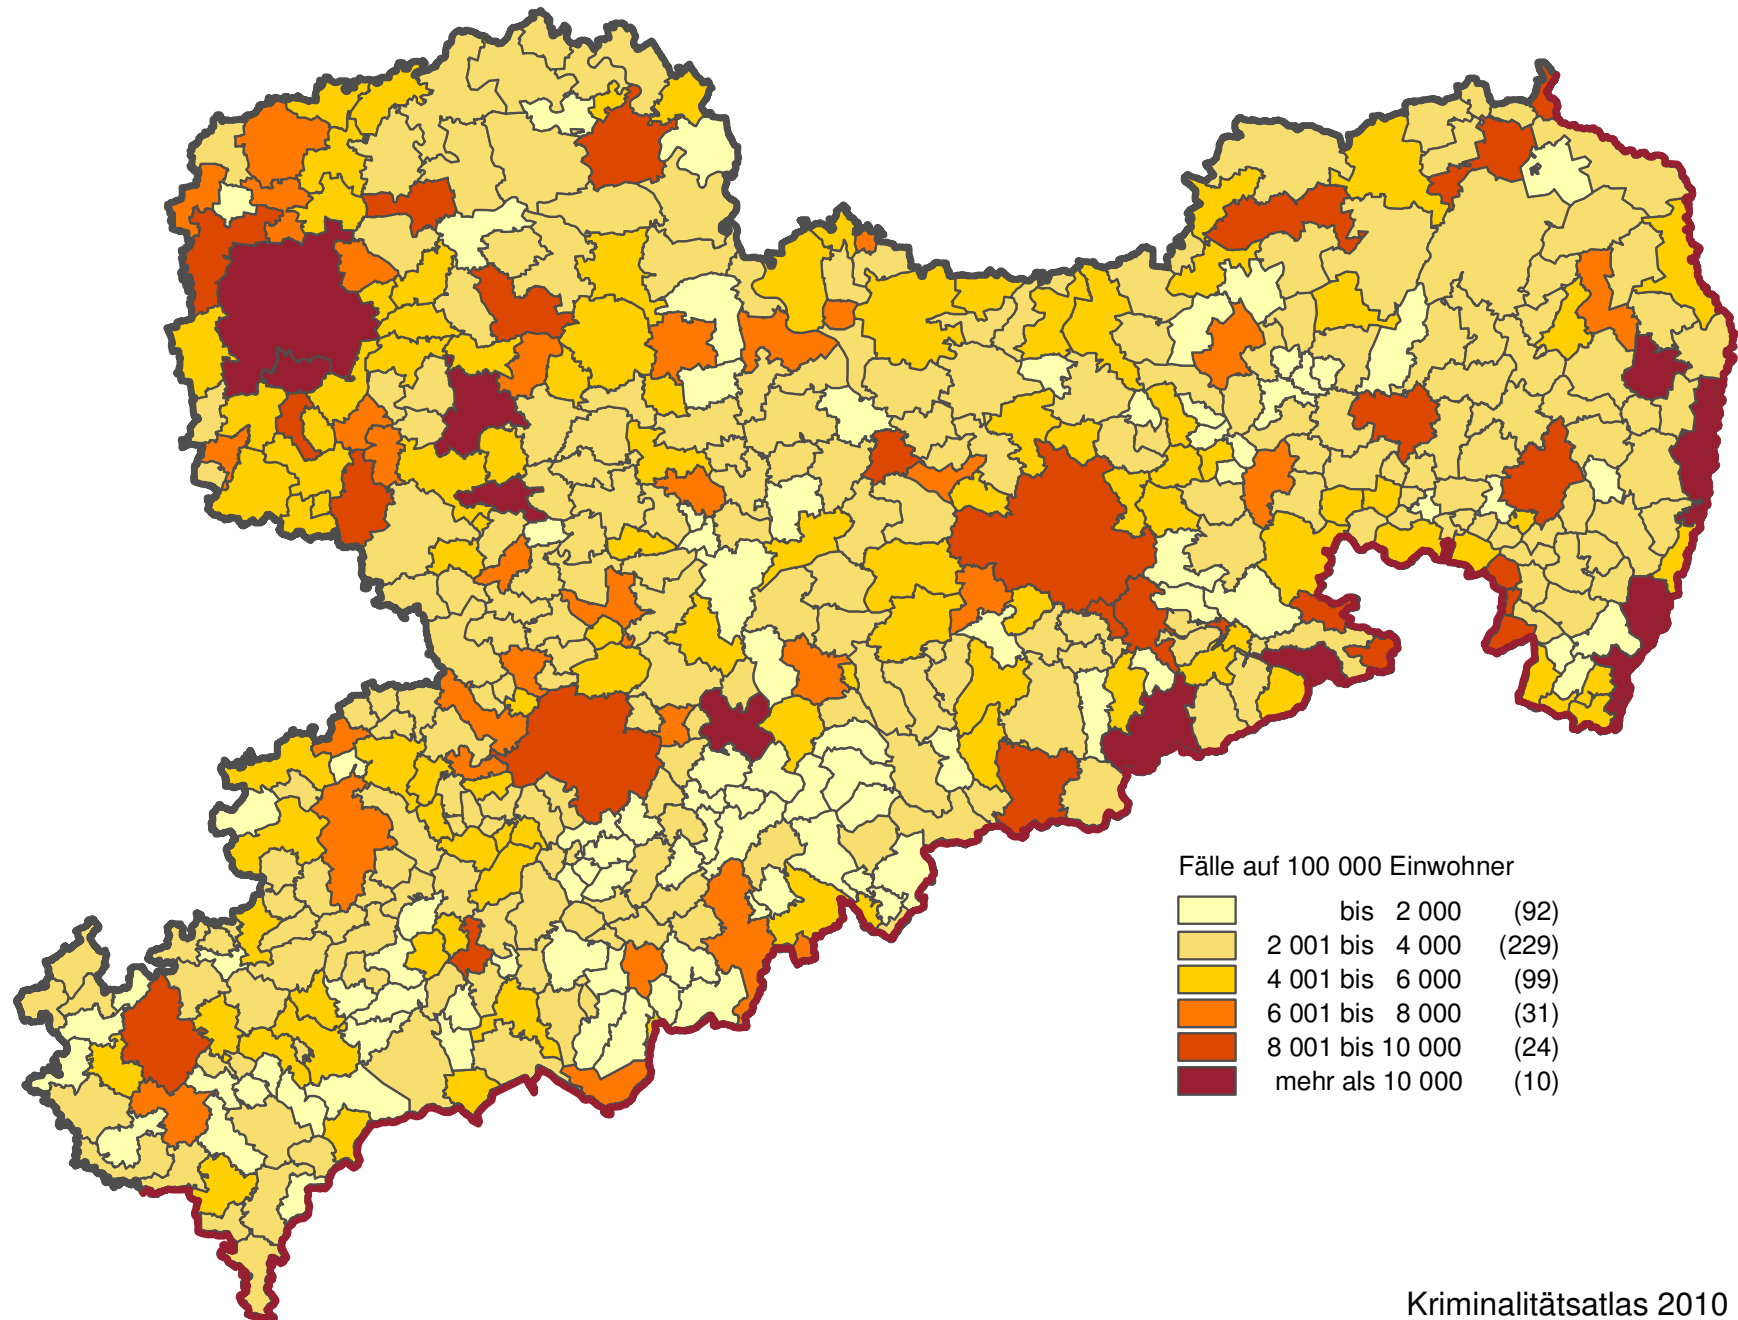 Fälle auf 100 000 Einwohner
bis 2 000 (92)
2 001 bis 4 000 (229)
4 001 bis 6 000 (99)
6 001 bis 8 000 (31)
8 001 bis 10 000 (24)
mehr als 10 000 (10)
Kriminalitätsatlas 2010